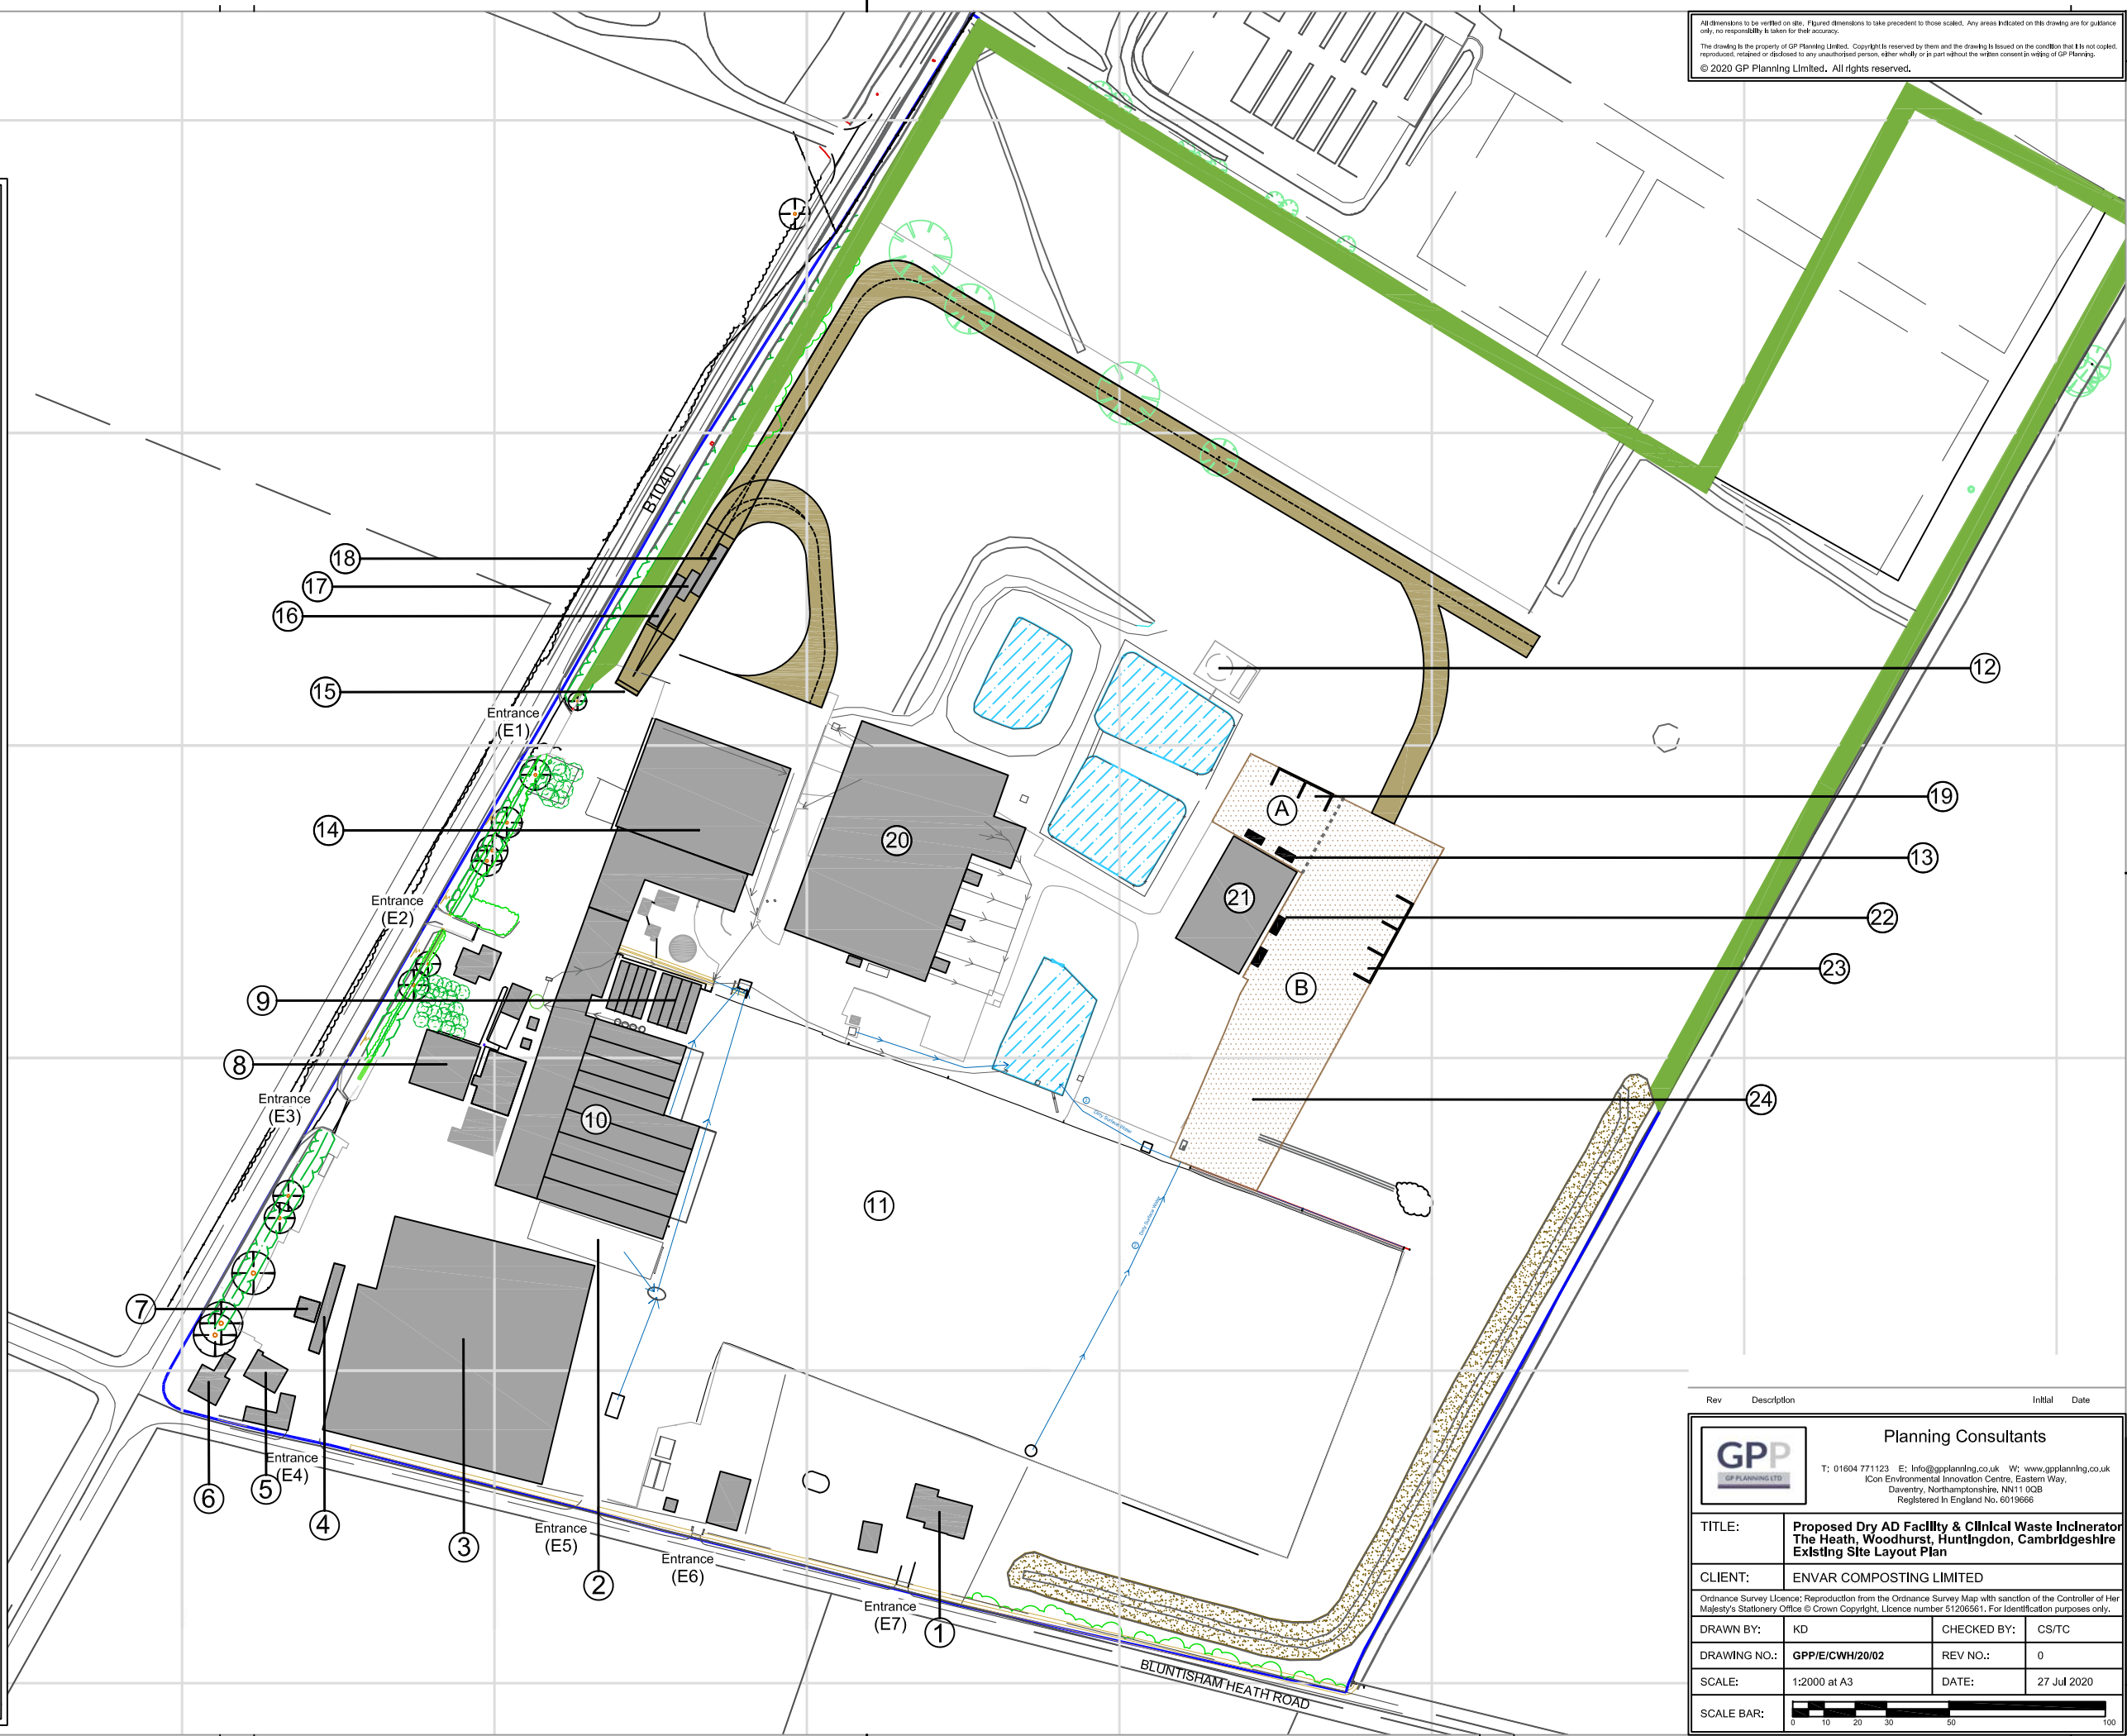 All dimensions to be verified on site. Figured dimensions to take precedent to those scaled. Any areas indicated on this drawing are for guidance
only, no responsibility is taken for their accuracy.
The drawing is the property of GP Planning Limited. Copyright is reserved by them and the drawing is issued on the condition that it is not copied,
reproduced, retained or disclosed to any unauthorised person, either wholly or in part without the written consent in writing of GP Planning.
© 2020 GP Planning Limited. All rights reserved.
B1040
18
17
16
15
12
Entrance
(E1)
19
A
14
20
13
21
Entrance
(E2)
22
23
B
9
8
Entrance
(E3)
10
24
Dirty Surface Water
11
Dirty Surface Water
7
6
5
Entrance
(E4)
4
3
Entrance
(E5)
2
Entrance
(E6)
Entrance
(E7)
1
BLUNTISHAM HEATH ROAD
Rev Description Initial Date
GPP
GP PLANNING LTD
Planning Consultants
T: 01604 771123 E: info@gpplanning.co.uk W: www.gpplanning.co.uk
iCon Environmental Innovation Centre, Eastern Way,
Daventry, Northamptonshire, NN11 0QB
Registered in England No. 6019666
TITLE: Proposed Dry AD Facility & Clinical Waste Incinerator
The Heath, Woodhurst, Huntingdon, Cambridgeshire
Existing Site Layout Plan
CLIENT: ENVAR COMPOSTING LIMITED
Ordnance Survey Licence: Reproduction from the Ordnance Survey Map with sanction of the Controller of Her
Majesty's Stationery Office © Crown Copyright, Licence number 51206561. For identification purposes only.
DRAWN BY: KD CHECKED BY: CS/TC
DRAWING NO.: GPP/E/CWH/20/02 REV NO.: 0
SCALE: 1:2000 at A3 DATE: 27 Jul 2020
SCALE BAR:
0 10 20 30 50 100